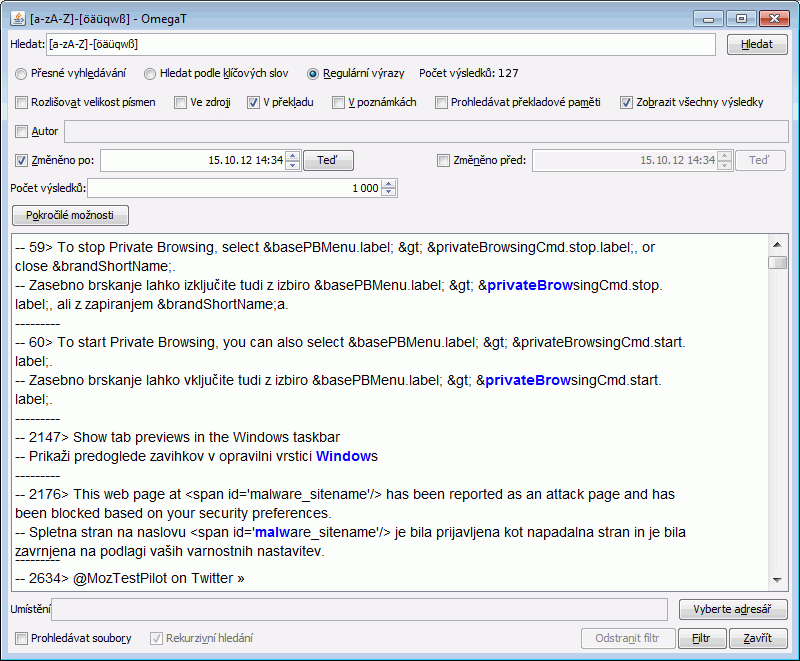 [a-zA-Z]-[öäüqwß] - OmegaT
Hledat: [a-zA-Z]-[öäüqwß] Hledat
Přesné vyhledávání Hledat podle klíčových slov Regulární výrazy Počet výsledků: 127
Rozlišovat velikost písmen Ve zdroji V překladu V poznámkách Prohledávat překladové paměti Zobrazit všechny výsledky
Autor
Změněno po: 15.10.12 14:34 Teď Změněno před: 15.10.12 14:34 Teď
Počet výsledků: 1 000
Pokročilé možnosti
-- 59> To stop Private Browsing, select &basePBMenu.label; &gt; &privateBrowsingCmd.stop.label;, or
close &brandShortName;.
-- Zasebno brskanje lahko izključite tudi z izbiro &basePBMenu.label; &gt; &privateBrowsingCmd.stop.
label;, ali z zapiranjem &brandShortName;a.
---------
-- 60> To start Private Browsing, you can also select &basePBMenu.label; &gt; &privateBrowsingCmd.start.
label;.
-- Zasebno brskanje lahko vključite tudi z izbiro &basePBMenu.label; &gt; &privateBrowsingCmd.start.
label;.
---------
-- 2147> Show tab previews in the Windows taskbar
-- Prikaži predoglede zavihkov v opravilni vrstici Windows
---------
-- 2176> This web page at <span id='malware_sitename'/> has been reported as an attack page and has
been blocked based on your security preferences.
-- Spletna stran na naslovu <span id='malware_sitename'/> je bila prijavljena kot napadalna stran in je bila
zavrnjena na podlagi vaših varnostnih nastavitev.
---------
-- 2634> @MozTestPilot on Twitter »
Umístění Vyberte adresář
Prohledávat soubory Rekurzivní hledání Odstranit filtr Filtr Zavřít